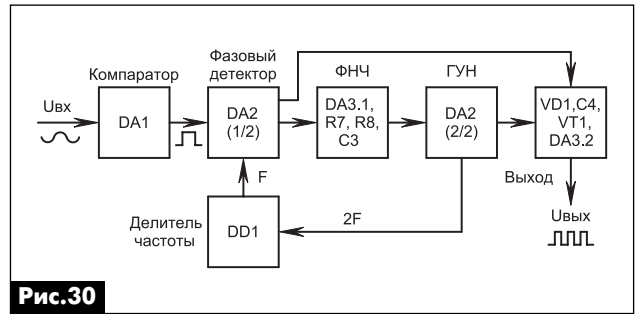 Uвх
Компаратор
DA1
Фазовый
детектор
DA2
(1/2)
ФНЧ
DA3.1,
R7, R8,
C3
ГУН
DA2
(2/2)
VD1,C4,
VT1,
DA3.2
Выход
Uвых
F
2F
Делитель
частоты
DD1
Рис.30